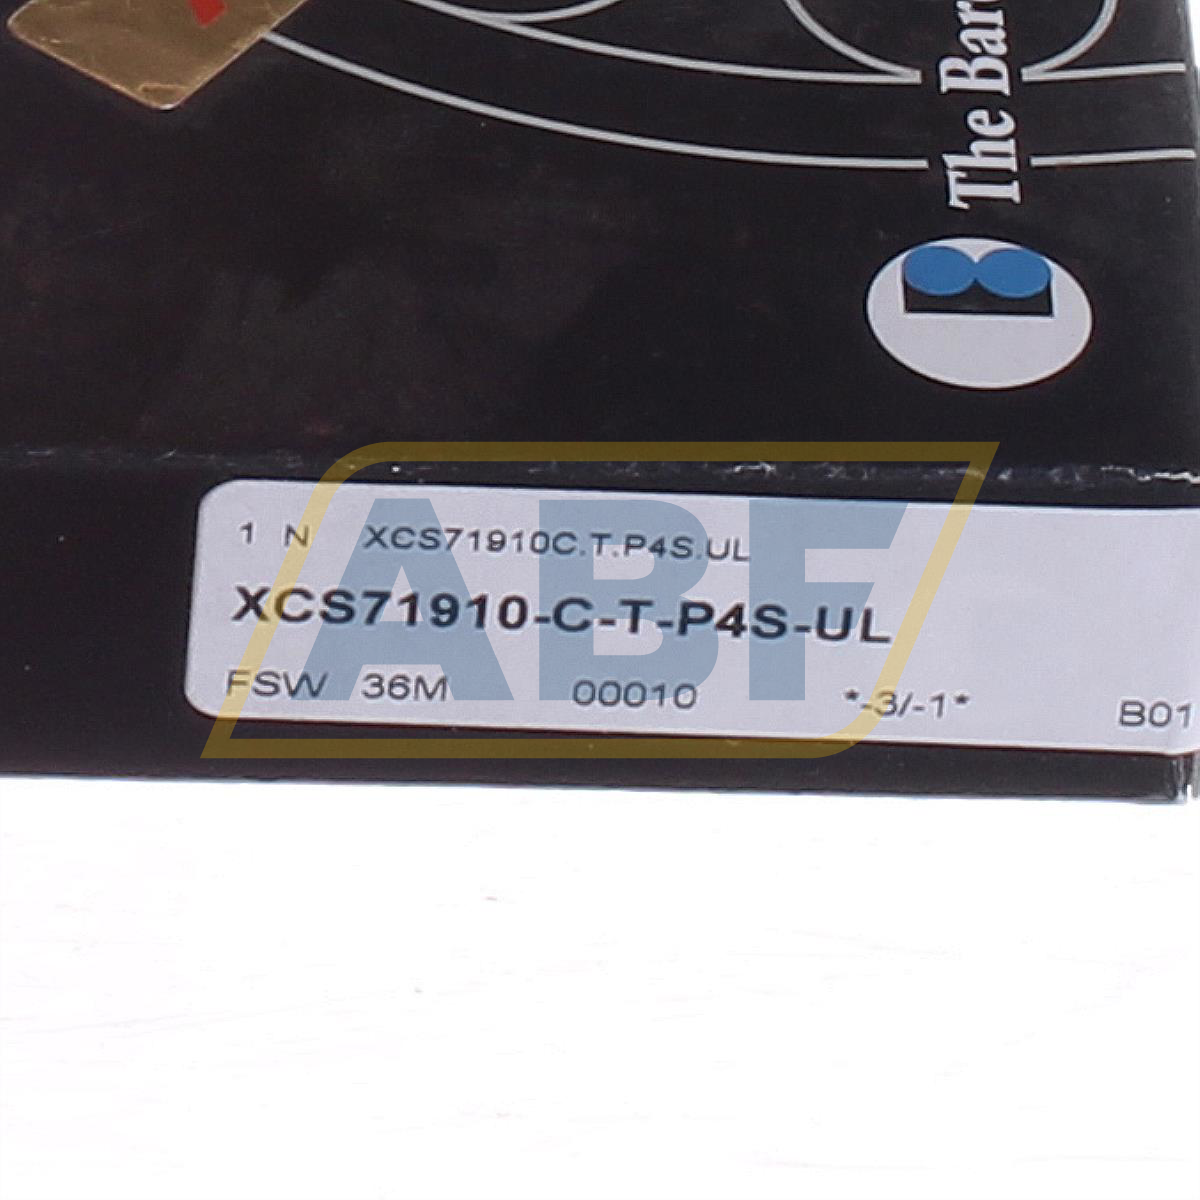 The Bar
1 N XCS71910C.T.P4S.UL
XCS71910-C-T-P4S-UL
FSW 36M 00010 *-3/-1* B01
ABF